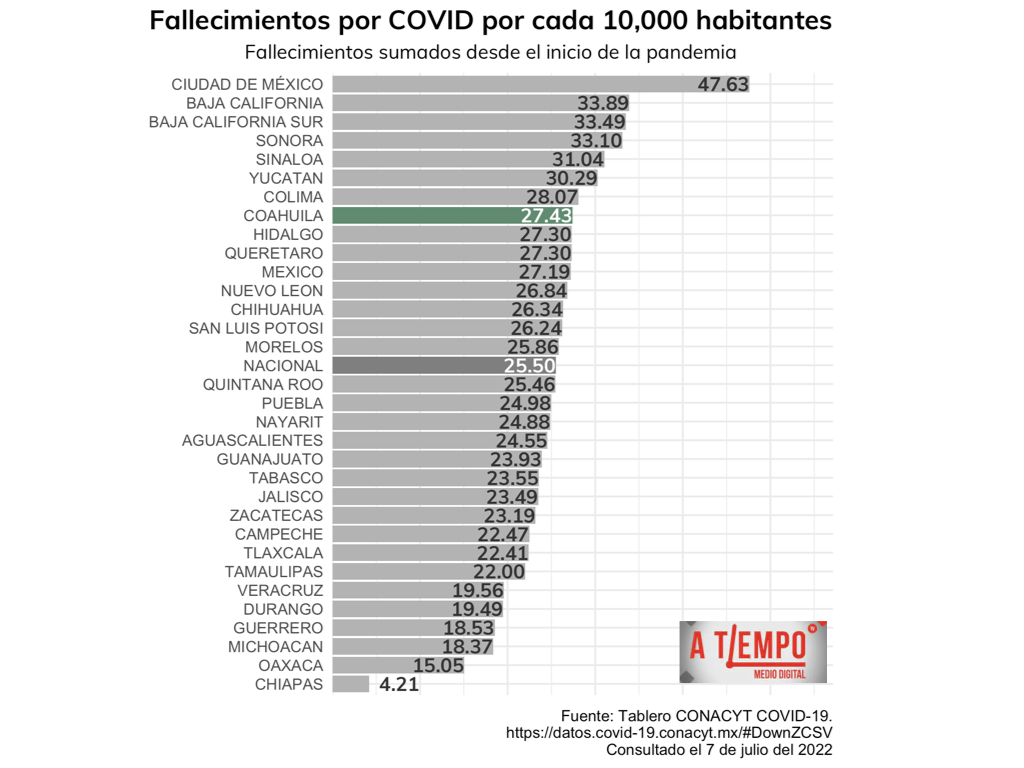 Fallecimientos por COVID por cada 10,000 habitantes
Fallecimientos sumados desde el inicio de la pandemia
CIUDAD DE MÉXICO 47.63
BAJA CALIFORNIA 33.89
BAJA CALIFORNIA SUR 33.49
SONORA 33.10
SINALOA 31.04
YUCATAN 30.29
COLIMA 28.07
COAHUILA 27.43
HIDALGO 27.30
QUERETARO 27.30
MEXICO 27.19
NUEVO LEON 26.84
CHIHUAHUA 26.34
SAN LUIS POTOSI 26.24
MORELOS 25.86
NACIONAL 25.50
QUINTANA ROO 25.46
PUEBLA 24.98
NAYARIT 24.88
AGUASCALIENTES 24.55
GUANAJUATO 23.93
TABASCO 23.55
JALISCO 23.49
ZACATECAS 23.19
CAMPECHE 22.47
TLAXCALA 22.41
TAMAULIPAS 22.00
VERACRUZ 19.56
DURANGO 19.49
GUERRERO 18.53
MICHOACAN 18.37
OAXACA 15.05
CHIAPAS 4.21
A TIEMPO
MEDIO DIGITAL
Fuente: Tablero CONACYT COVID-19.
https://datos.covid-19.conacyt.mx/#DownZCSV
Consultado el 7 de julio del 2022